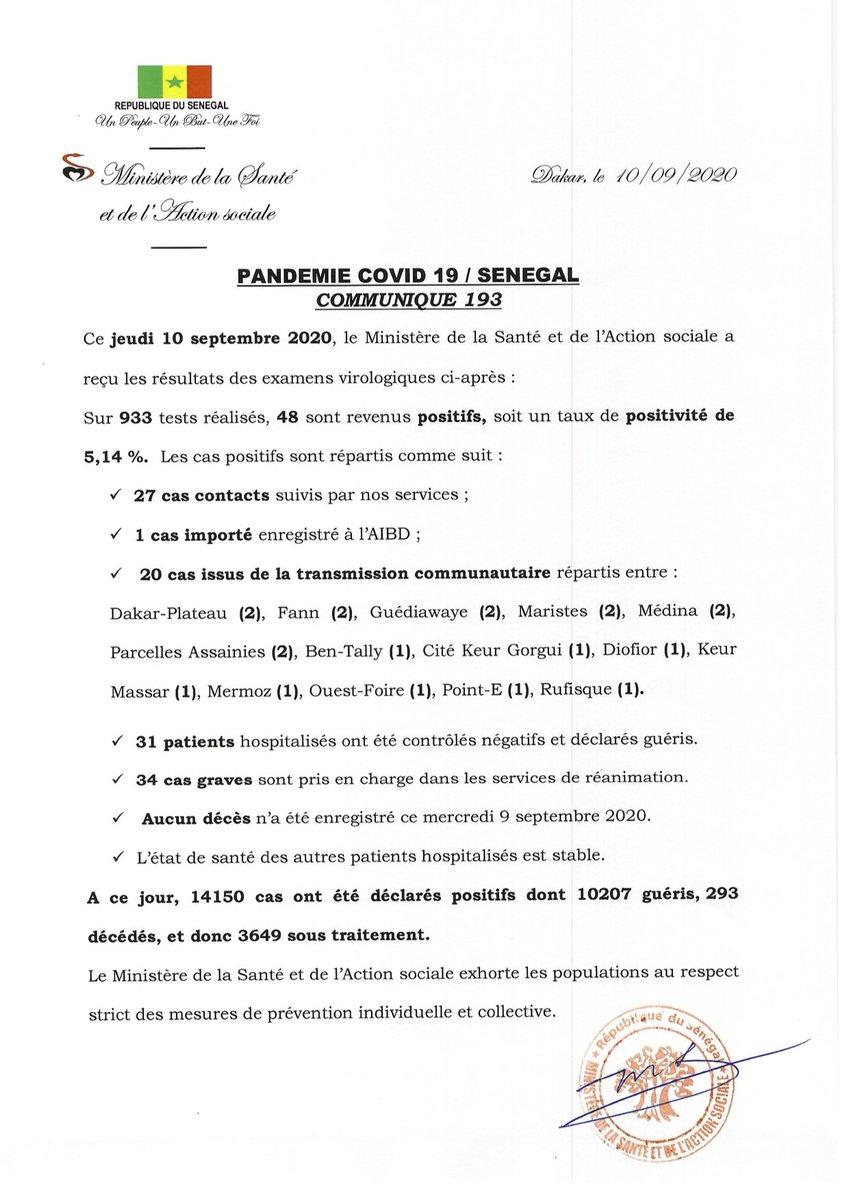 REPUBLIQUE DU SENEGAL
Un Peuple - Un But - Une Foi
Ministère de la Santé
et de l'Action sociale
Dakar, le 10/09/2020
PANDEMIE COVID 19 / SENEGAL
COMMUNIQUE 193
Ce jeudi 10 septembre 2020, le Ministère de la Santé et de l'Action sociale a
reçu les résultats des examens virologiques ci-après :
Sur 933 tests réalisés, 48 sont revenus positifs, soit un taux de positivité de
5,14 %. Les cas positifs sont répartis comme suit :
✓ 27 cas contacts suivis par nos services ;
✓ 1 cas importé enregistré à l'AIBD ;
✓ 20 cas issus de la transmission communautaire répartis entre :
Dakar-Plateau (2), Fann (2), Guédiawaye (2), Maristes (2), Médina (2),
Parcelles Assainies (2), Ben-Tally (1), Cité Keur Gorgui (1), Diofior (1), Keur
Massar (1), Mermoz (1), Ouest-Foire (1), Point-E (1), Rufisque (1).
✓ 31 patients hospitalisés ont été contrôlés négatifs et déclarés guéris.
✓ 34 cas graves sont pris en charge dans les services de réanimation.
✓ Aucun décès n'a été enregistré ce mercredi 9 septembre 2020.
✓ L'état de santé des autres patients hospitalisés est stable.
A ce jour, 14150 cas ont été déclarés positifs dont 10207 guéris, 293
décédés, et donc 3649 sous traitement.
Le Ministère de la Santé et de l'Action sociale exhorte les populations au respect
strict des mesures de prévention individuelle et collective.
République du Sénégal
MINISTÈRE DE LA SANTÉ ET DE L'ACTION SOCIALE